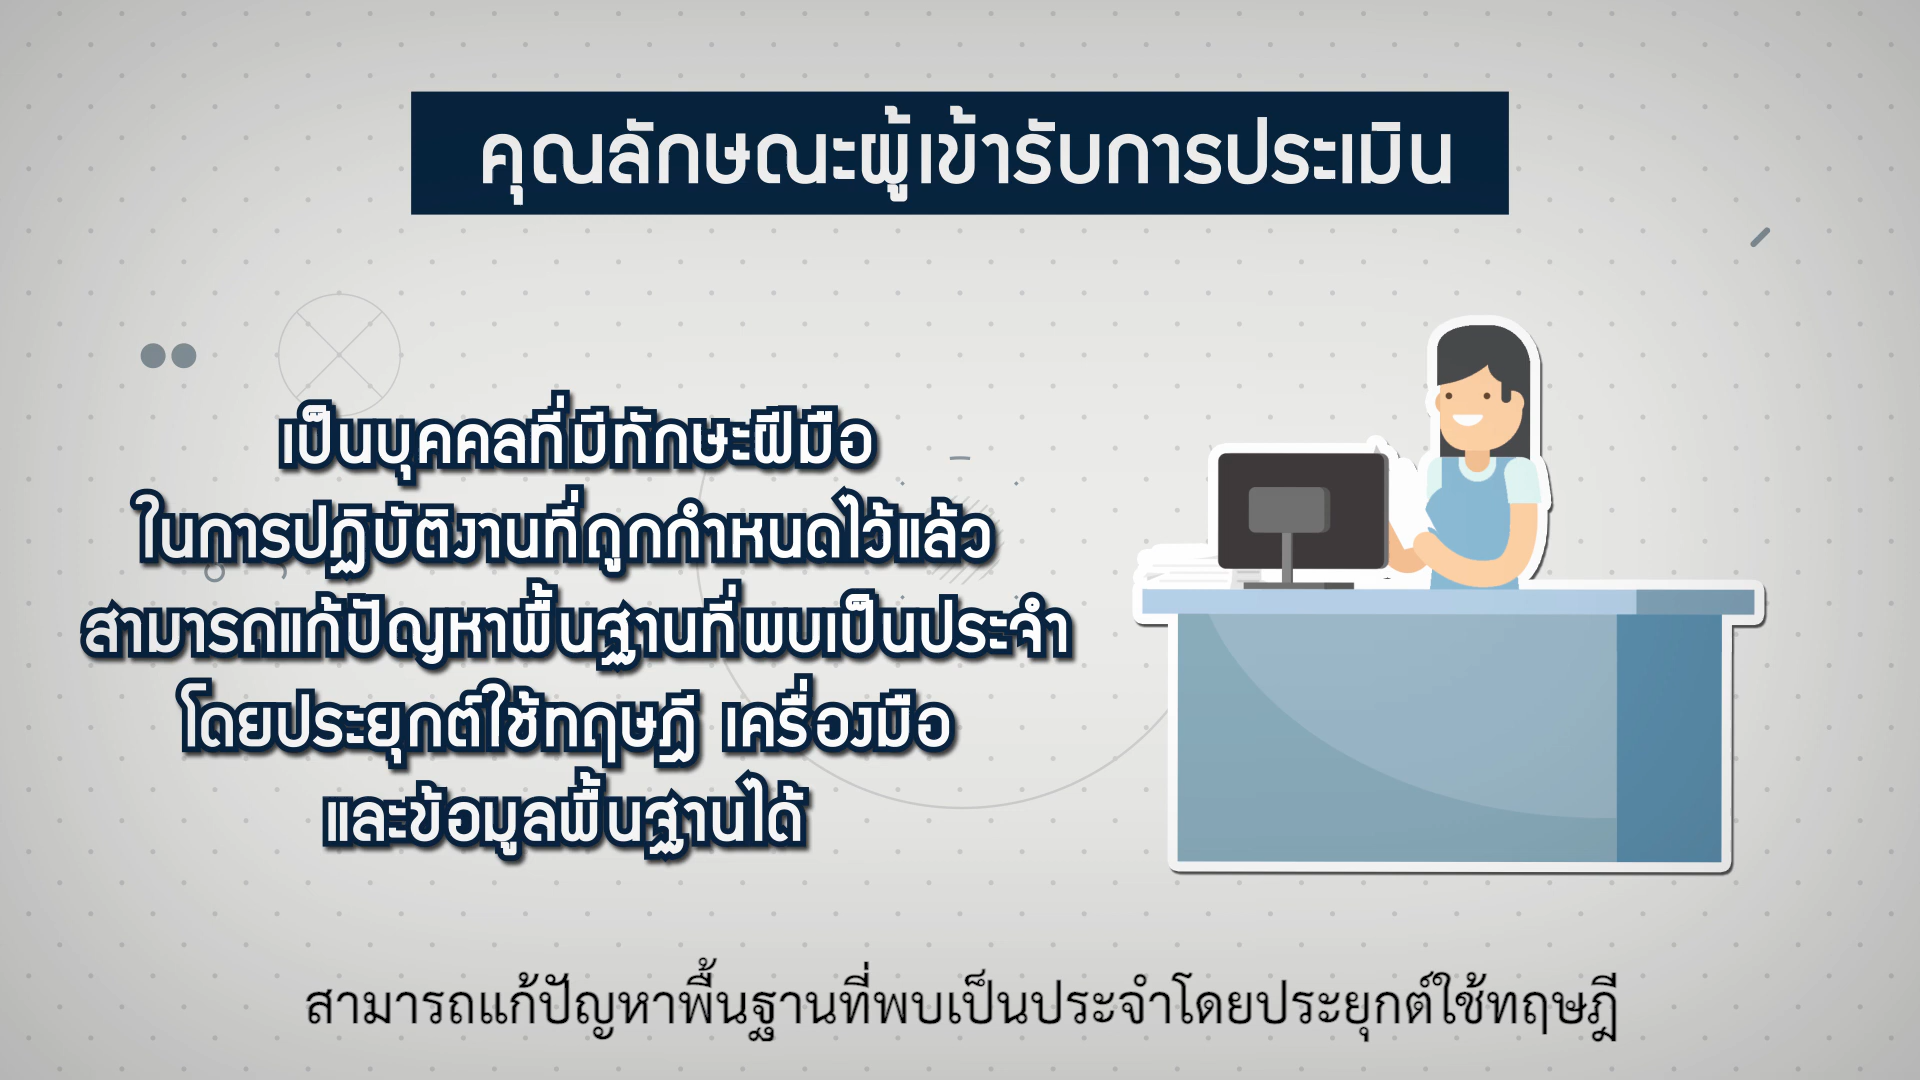 คุณลักษณะผู้เข้ารับการประเมิน
เป็นบุคคลที่มีทักษะฝีมือ
ในการปฏิบัติงานที่ถูกกำหนดไว้แล้ว
สามารถแก้ปัญหาพื้นฐานที่พบเป็นประจำ
โดยประยุกต์ใช้ทฤษฎี เครื่องมือ
และข้อมูลพื้นฐานได้
สามารถแก้ปัญหาพื้นฐานที่พบเป็นประจำโดยประยุกต์ใช้ทฤษฎี